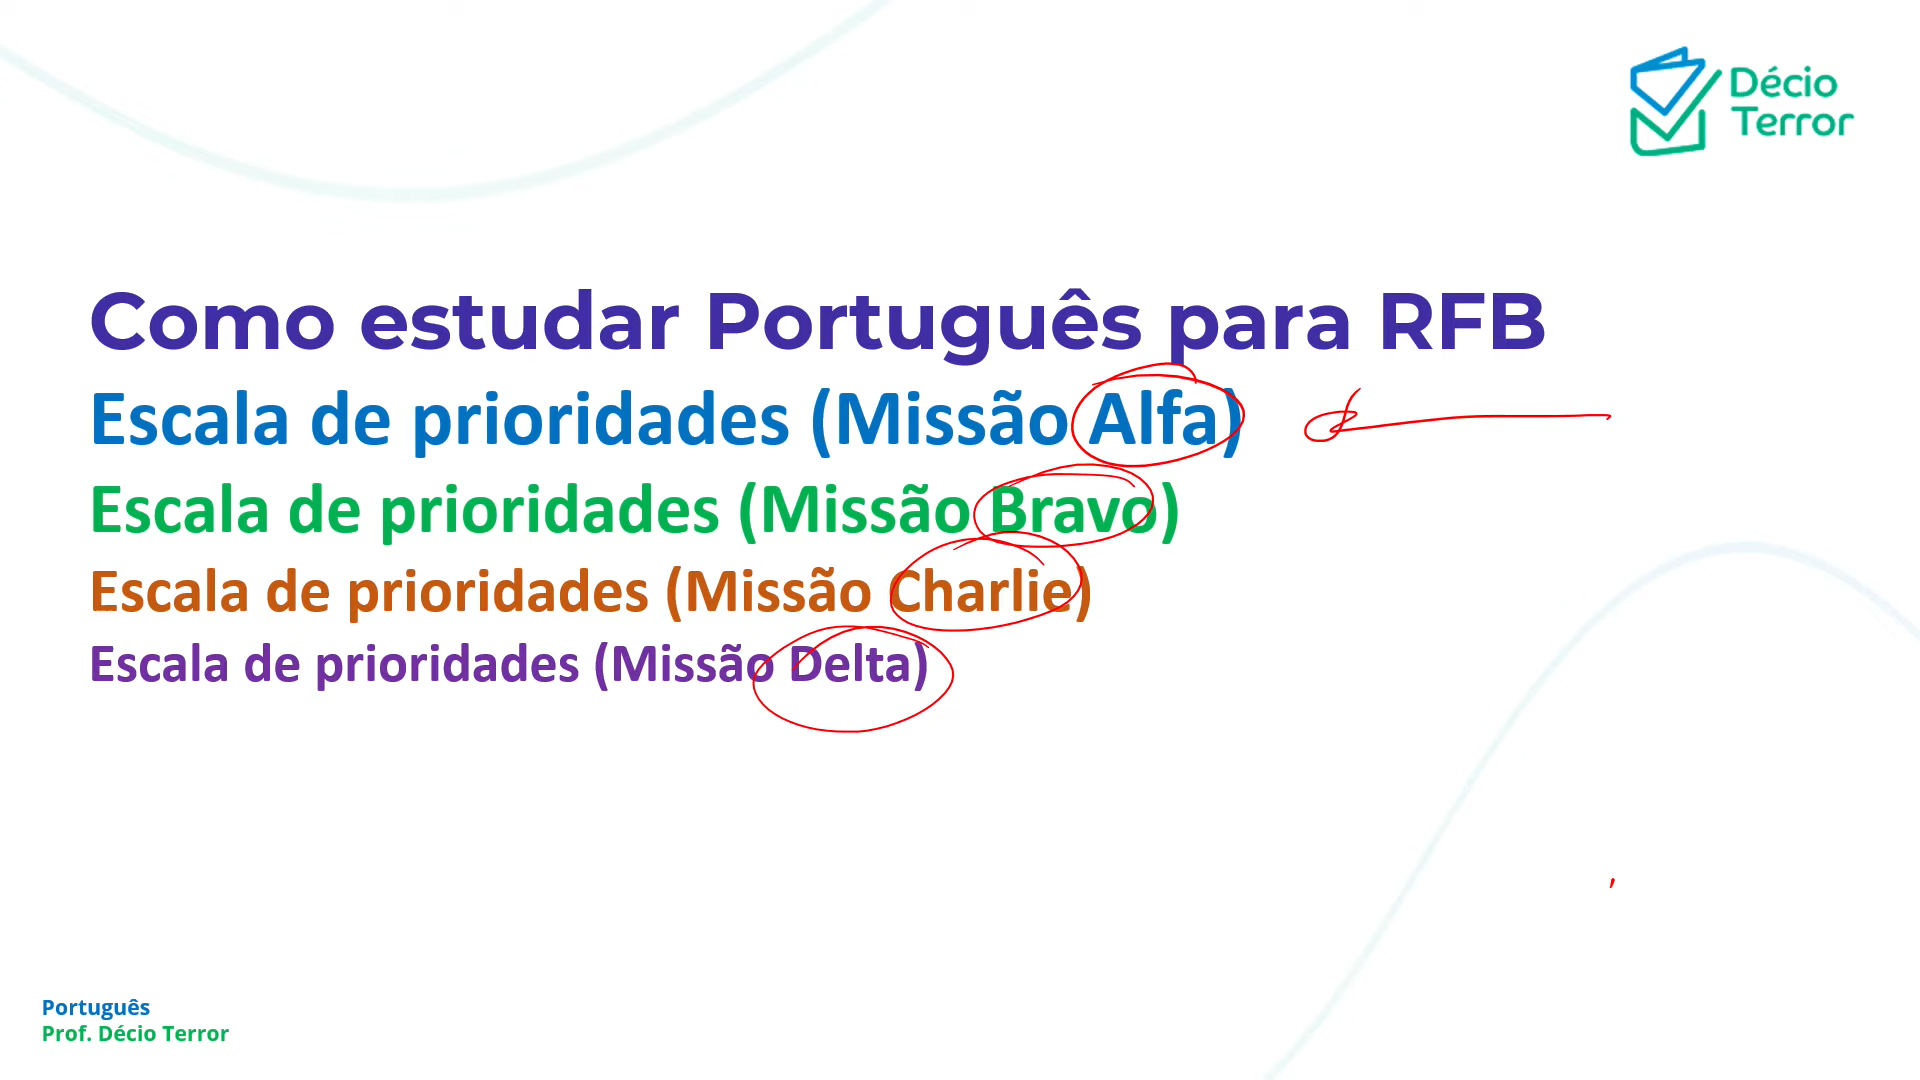 Décio
Terror
Como estudar Português para RFB
Escala de prioridades (Missão Alfa)
Escala de prioridades (Missão Bravo)
Escala de prioridades (Missão Charlie)
Escala de prioridades (Missão Delta)
Português
Prof. Décio Terror